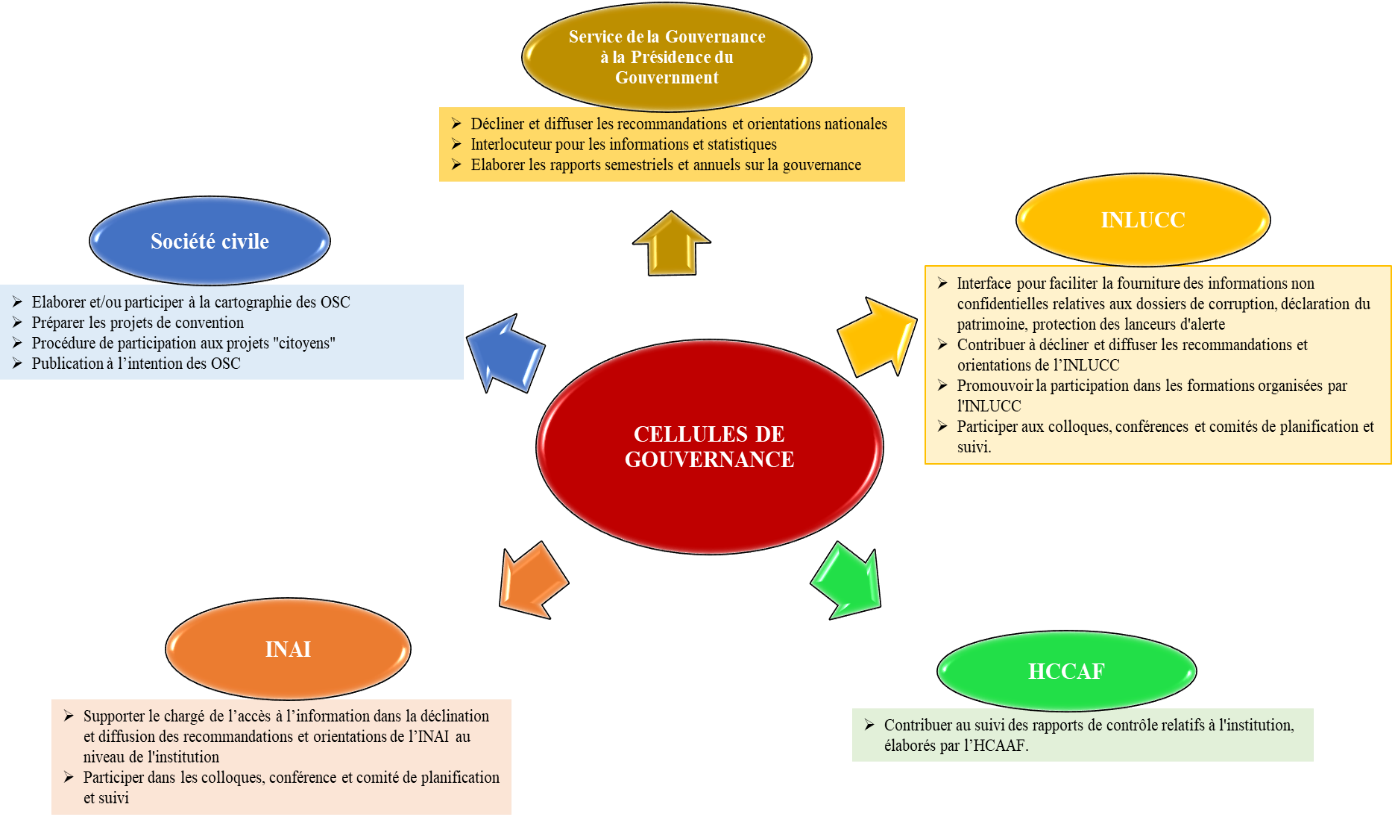 Service de la Gouvernance
à la Présidence du
Gouvernment
➢ Décliner et diffuser les recommandations et orientations nationales
➢ Interlocuteur pour les informations et statistiques
➢ Elaborer les rapports semestriels et annuels sur la gouvernance
Société civile
➢ Elaborer et/ou participer à la cartographie des OSC
➢ Préparer les projets de convention
➢ Procédure de participation aux projets "citoyens"
➢ Publication à l’intention des OSC
INLUCC
➢ Interface pour faciliter la fourniture des informations non
confidentielles relatives aux dossiers de corruption, déclaration du
patrimoine, protection des lanceurs d'alerte
➢ Contribuer à décliner et diffuser les recommandations et
orientations de l’INLUCC
➢ Promouvoir la participation dans les formations organisées par
l'INLUCC
➢ Participer aux colloques, conférences et comités de planification et
suivi.
CELLULES DE
GOUVERNANCE
INAI
➢ Supporter le chargé de l’accès à l’information dans la déclination
et diffusion des recommandations et orientations de l’INAI au
niveau de l'institution
➢ Participer dans les colloques, conférence et comité de planification
et suivi
HCCAF
➢ Contribuer au suivi des rapports de contrôle relatifs à l'institution,
élaborés par l’HCAAF.